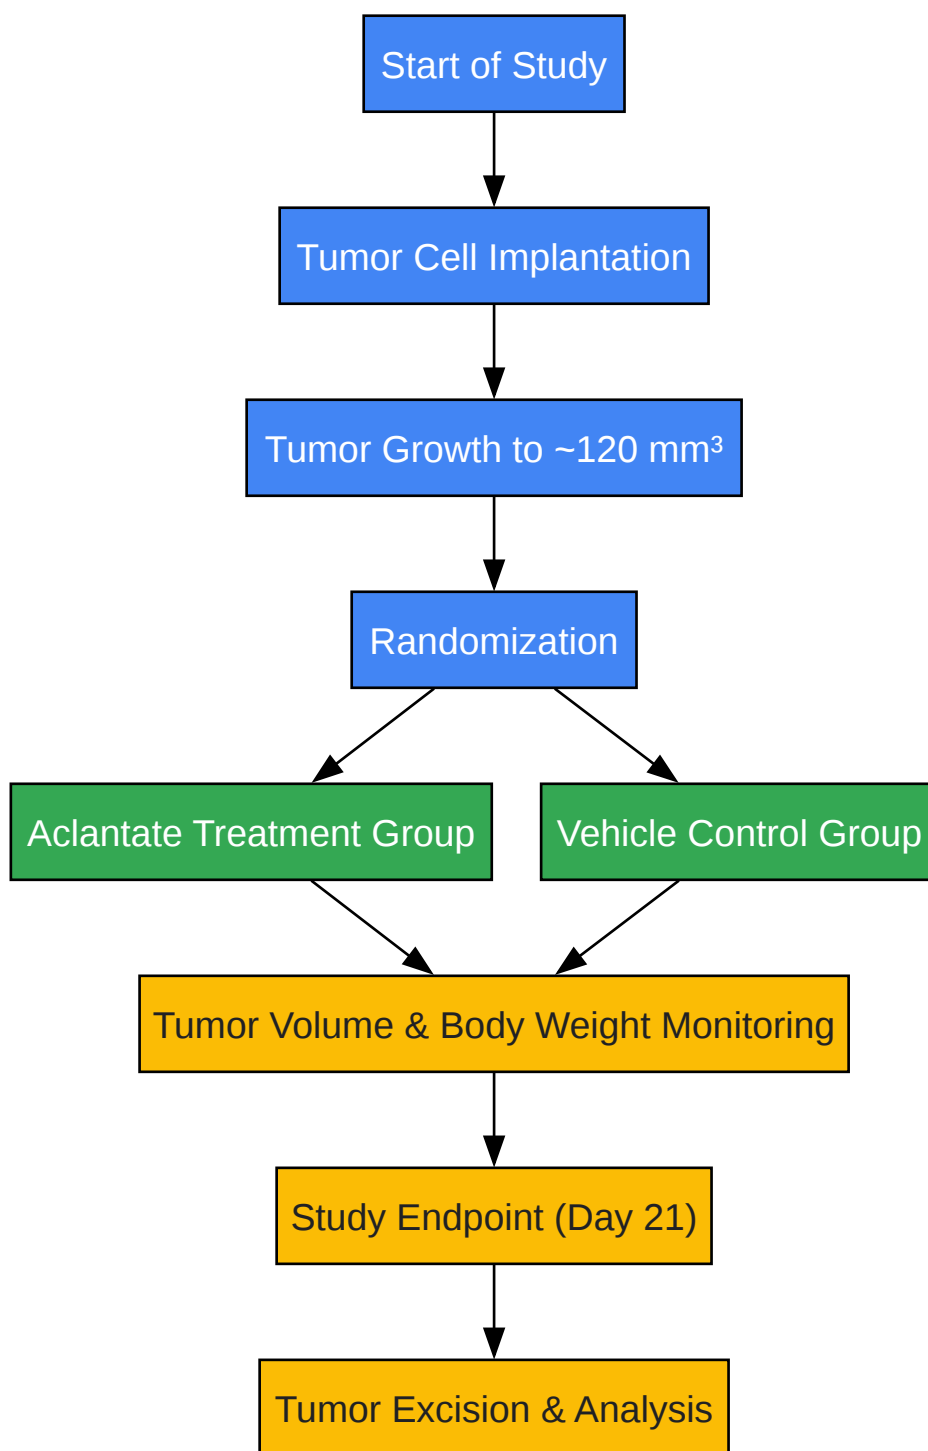 Start of Study
Tumor Cell Implantation
Tumor Growth to ~120 mm³
Randomization
Aclantate Treatment Group
Vehicle Control Group
Tumor Volume & Body Weight Monitoring
Study Endpoint (Day 21)
Tumor Excision & Analysis